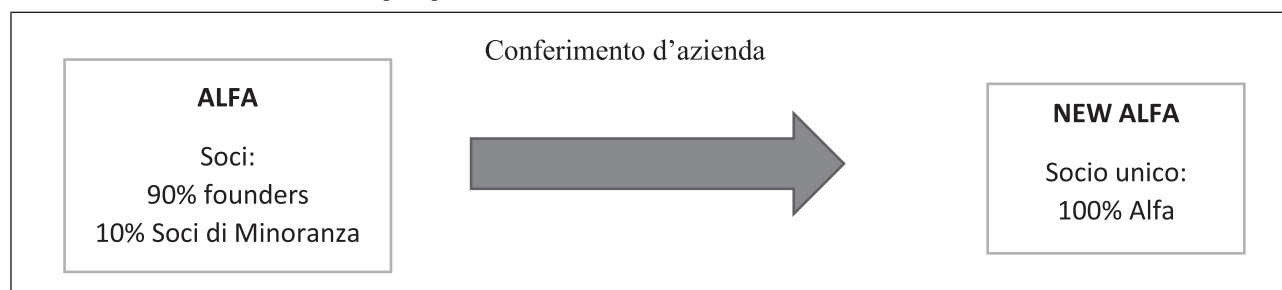 Conferimento d'azienda
ALFA
Soci:
90% founders
10% Soci di Minoranza
NEW ALFA
Socio unico:
100% Alfa